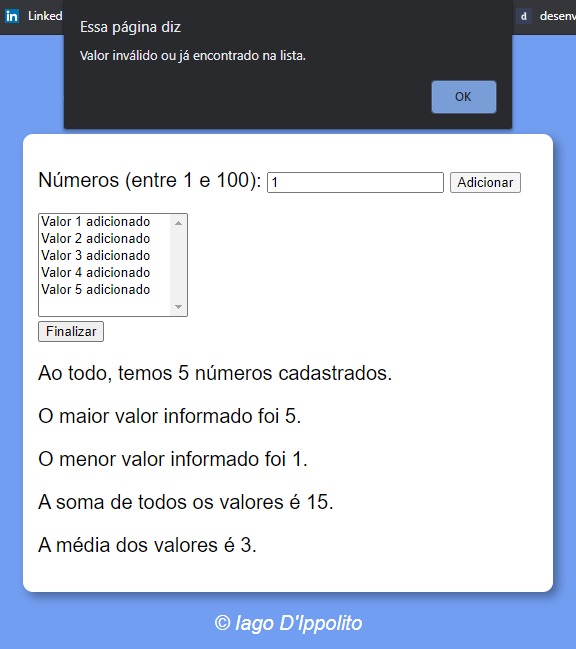 in Linked
d desenv
Essa página diz
Valor inválido ou já encontrado na lista.
OK
Números (entre 1 e 100): 1 Adicionar
Valor 1 adicionado
Valor 2 adicionado
Valor 3 adicionado
Valor 4 adicionado
Valor 5 adicionado
Finalizar
Ao todo, temos 5 números cadastrados.
O maior valor informado foi 5.
O menor valor informado foi 1.
A soma de todos os valores é 15.
A média dos valores é 3.
© Iago D'Ippolito